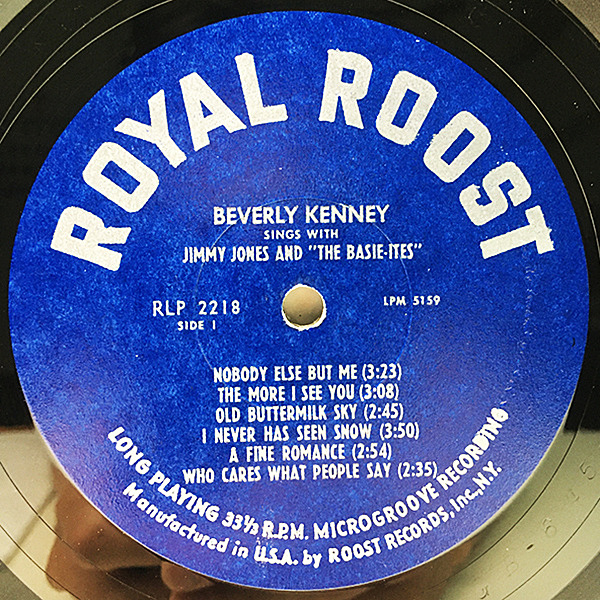 ROYAL ROOST
BEVERLY KENNEY
SINGS WITH
JIMMY JONES AND "THE BASIE-ITES"
RLP 2218
SIDE 1
LPM 5159
NOBODY ELSE BUT ME (3:23)
THE MORE I SEE YOU (3:08)
OLD BUTTERMILK SKY (2:45)
I NEVER HAS SEEN SNOW (3:50)
A FINE ROMANCE (2:54)
WHO CARES WHAT PEOPLE SAY (2:35)
LONG PLAYING 33⅓ R.P.M. MICROGROOVE RECORDING
Manufactured in U.S.A. by ROOST RECORDS, Inc., N.Y.